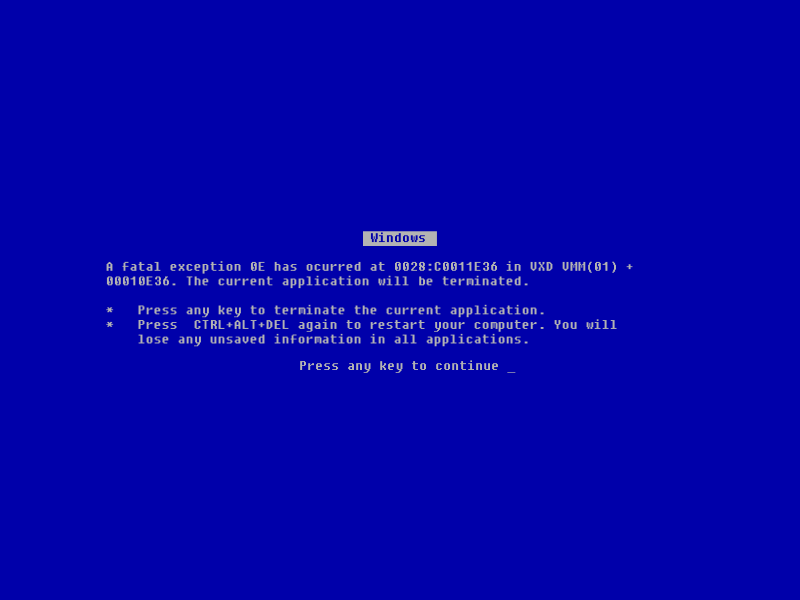 Windows
A fatal exception 0E has ocurred at 0028:C0011E36 in VXD VMM(01) +
00010E36. The current application will be terminated.
*   Press any key to terminate the current application.
*   Press  CTRL+ALT+DEL again to restart your computer. You will
    lose any unsaved information in all applications.
Press any key to continue _